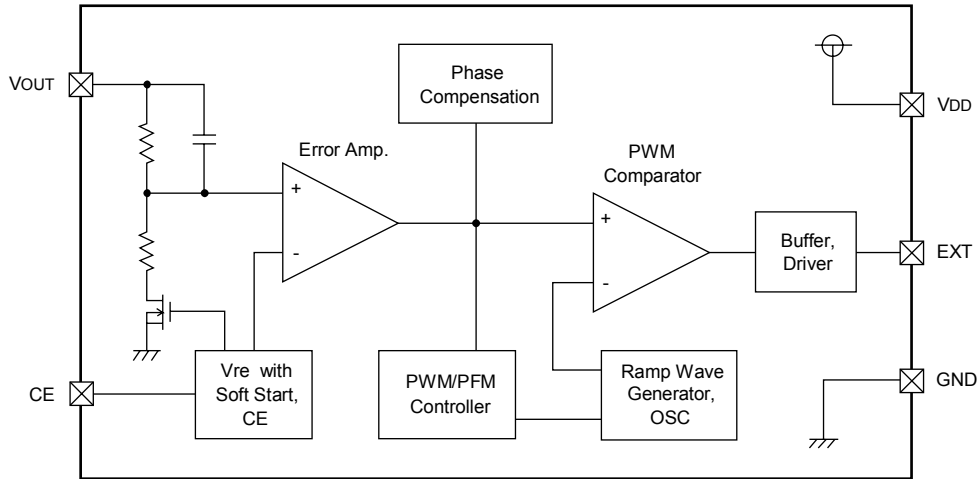 Phase
Compensation
VOUT
VDD
Error Amp.
PWM
Comparator
+
-
+
-
Buffer,
Driver
EXT
CE
Vre with
Soft Start,
CE
PWM/PFM
Controller
Ramp Wave
Generator,
OSC
GND